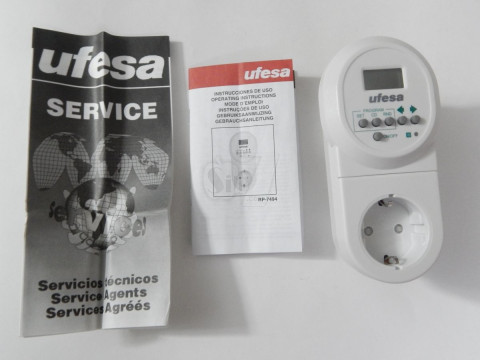 ufesa
SERVICE
Servicios técnicos
Service Agents
Services Agréés
ufesa
INSTRUCCIONES DE USO
OPERATING INSTRUCTIONS
MODE D'EMPLOI
INSTRUÇÕES DE USO
GEBRUIKSAANWIJZING
GEBRAUCHSANLEITUNG
RP-7404
ufesa
PROGRAM
SET